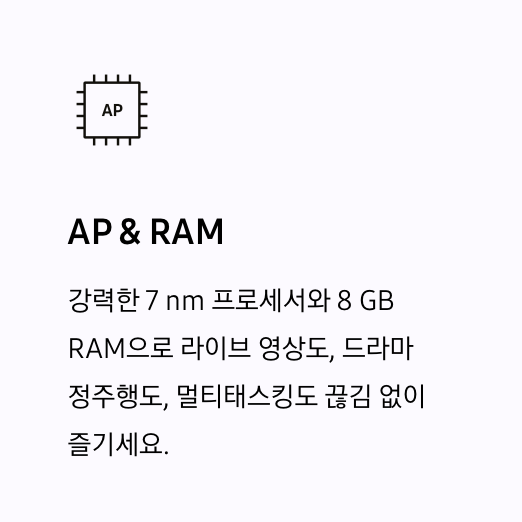 AP
AP & RAM
강력한 7 nm 프로세서와 8 GB
RAM으로 라이브 영상도, 드라마
정주행도, 멀티태스킹도 끊김 없이
즐기세요.